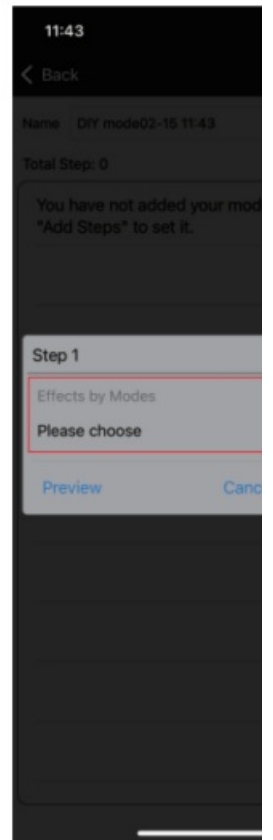 11:43
Back
Name DIY mode02-15 11:43
Total Step: 0
You have not added your mod
"Add Steps" to set it.
Step 1
Effects by Modes
Please choose
Preview Canc